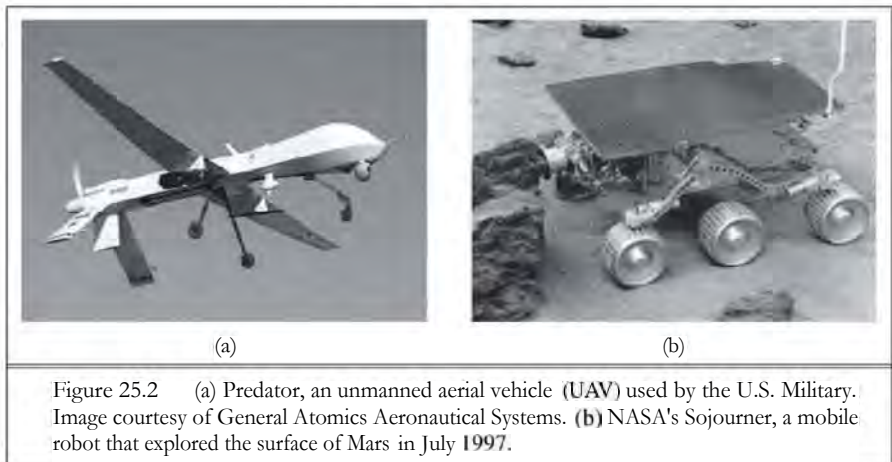 (a) (b)
Figure 25.2 (a) Predator, an unmanned aerial vehicle (UAV) used by the U.S. Military.
Image courtesy of General Atomics Aeronautical Systems. (b) NASA's Sojourner, a mobile
robot that explored the surface of Mars in July 1997.